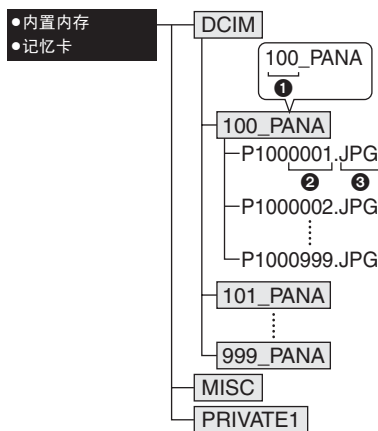 ●内置内存
●记忆卡
DCIM
100_PANA
❶
100_PANA
P1000001.JPG
❷ ❸
P1000002.JPG
P1000999.JPG
101_PANA
999_PANA
MISC
PRIVATE1